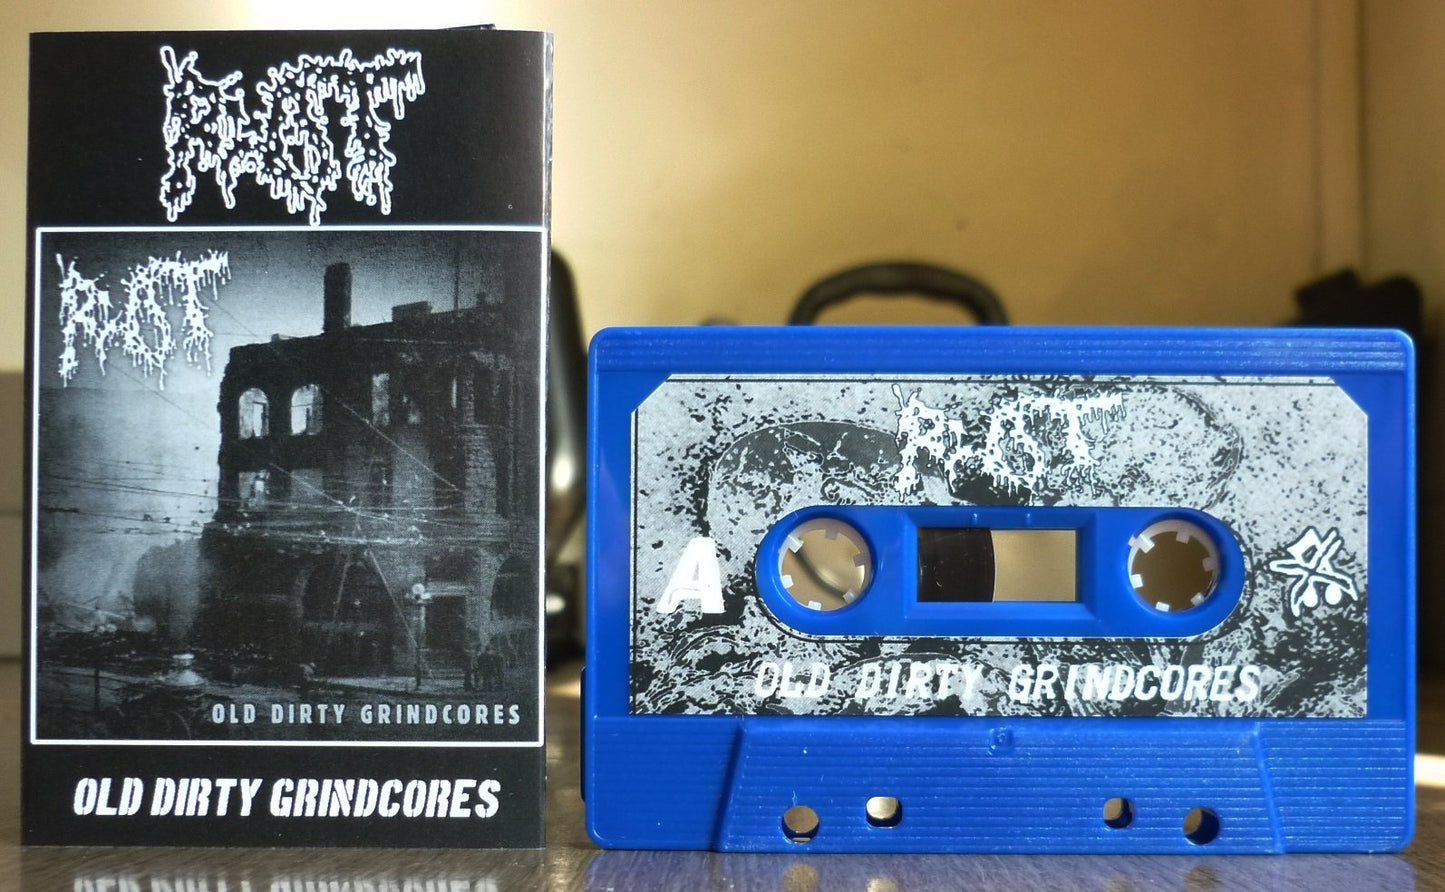 ROT
ROT
OLD DIRTY GRINDCORES
OLD DIRTY GRINDCORES
ROT
A
OLD DIRTY GRINDCORES